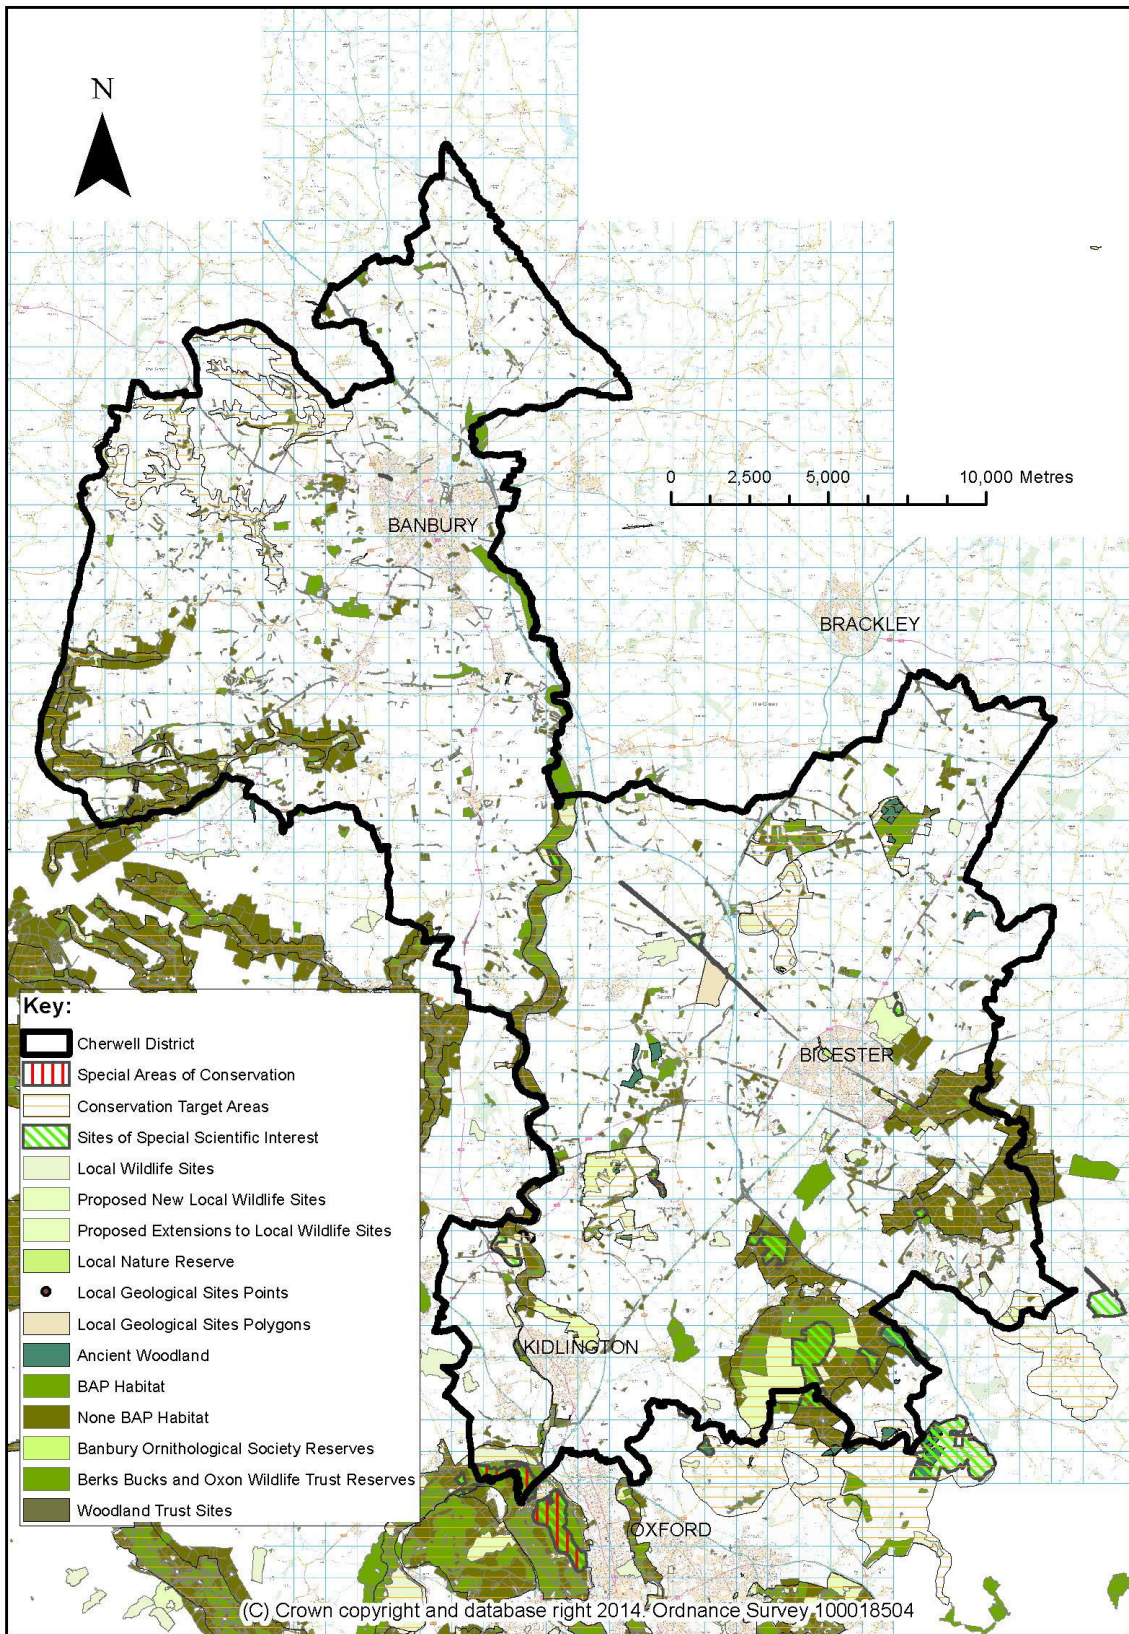 N
0 2,500 5,000 10,000 Metres
BANBURY
BRACKLEY
BICESTER
KIDLINGTON
OXFORD
Key:
Cherwell District
Special Areas of Conservation
Conservation Target Areas
Sites of Special Scientific Interest
Local Wildlife Sites
Proposed New Local Wildlife Sites
Proposed Extensions to Local Wildlife Sites
Local Nature Reserve
Local Geological Sites Points
Local Geological Sites Polygons
Ancient Woodland
BAP Habitat
None BAP Habitat
Banbury Ornithological Society Reserves
Berks Bucks and Oxon Wildlife Trust Reserves
Woodland Trust Sites
(C) Crown copyright and database right 2014. Ordnance Survey 100018504